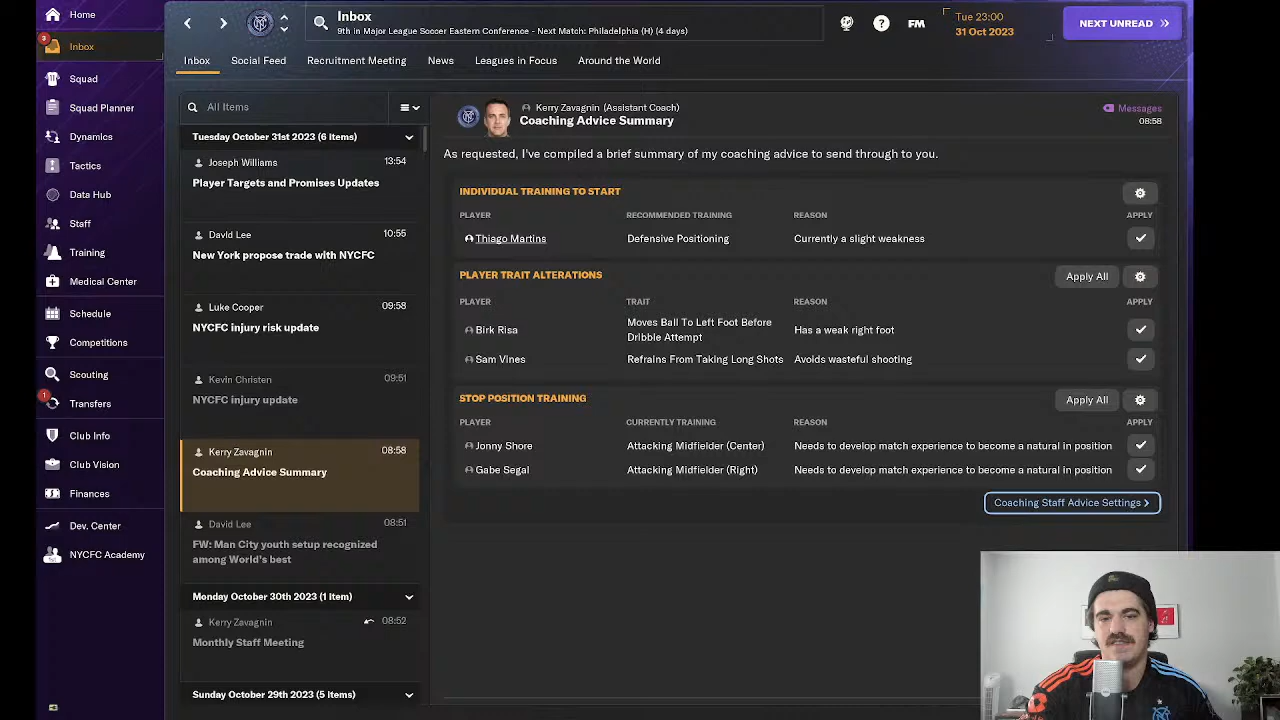 Home
3
Inbox
Squad
Squad Planner
Dynamics
Tactics
Data Hub
Staff
Training
Medical Center
Schedule
Competitions
Scouting
1
Transfers
Club Info
Club Vision
Finances
Dev. Center
NYCFC Academy
Inbox
9th in Major League Soccer Eastern Conference - Next Match: Philadelphia (H) (4 days)
?
FM
Tue 23:00
31 Oct 2023
NEXT UNREAD
Inbox
Social Feed
Recruitment Meeting
News
Leagues in Focus
Around the World
All Items
Tuesday October 31st 2023 (6 Items)
Joseph Williams 13:54
Player Targets and Promises Updates
David Lee 10:55
New York propose trade with NYCFC
Luke Cooper 09:58
NYCFC injury risk update
Kevin Christen 09:51
NYCFC injury update
Kerry Zavagnin 08:58
Coaching Advice Summary
David Lee 08:51
FW: Man City youth setup recognized
among World's best
Monday October 30th 2023 (1 Item)
Kerry Zavagnin 08:52
Monthly Staff Meeting
Sunday October 29th 2023 (5 Items)
Kerry Zavagnin (Assistant Coach)
Coaching Advice Summary
Messages
08:58
As requested, I've compiled a brief summary of my coaching advice to send through to you.
INDIVIDUAL TRAINING TO START
PLAYER RECOMMENDED TRAINING REASON APPLY
Thiago Martins Defensive Positioning Currently a slight weakness
PLAYER TRAIT ALTERATIONS Apply All
PLAYER TRAIT REASON APPLY
Birk Risa Moves Ball To Left Foot Before Has a weak right foot
Dribble Attempt
Sam Vines Refrains From Taking Long Shots Avoids wasteful shooting
STOP POSITION TRAINING Apply All
PLAYER CURRENTLY TRAINING REASON APPLY
Jonny Shore Attacking Midfielder (Center) Needs to develop match experience to become a natural in position
Gabe Segal Attacking Midfielder (Right) Needs to develop match experience to become a natural in position
Coaching Staff Advice Settings >